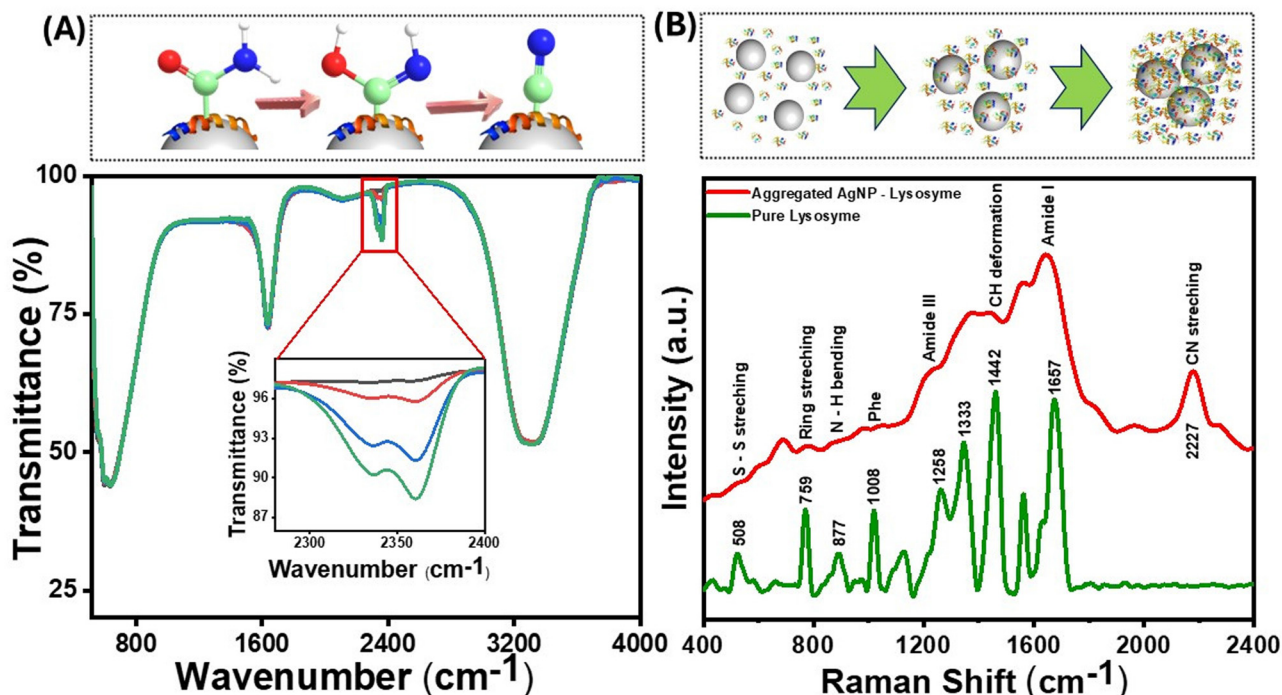 (A)
100
75
50
25
Transmittance (%)
800
1600
2400
3200
4000
Wavenumber (cm-1)
96
93
90
87
Transmittance (%)
2300
2350
2400
Wavenumber (cm-1)
(B)
Aggregated AgNP - Lysosyme
Pure Lysosyme
S - S streching
Ring streching
N - H bending
Phe
Amide III
CH deformation
Amide I
CN streching
508
759
877
1008
1258
1333
1442
1657
2227
Intensity (a.u.)
400
800
1200
1600
2000
2400
Raman Shift (cm-1)